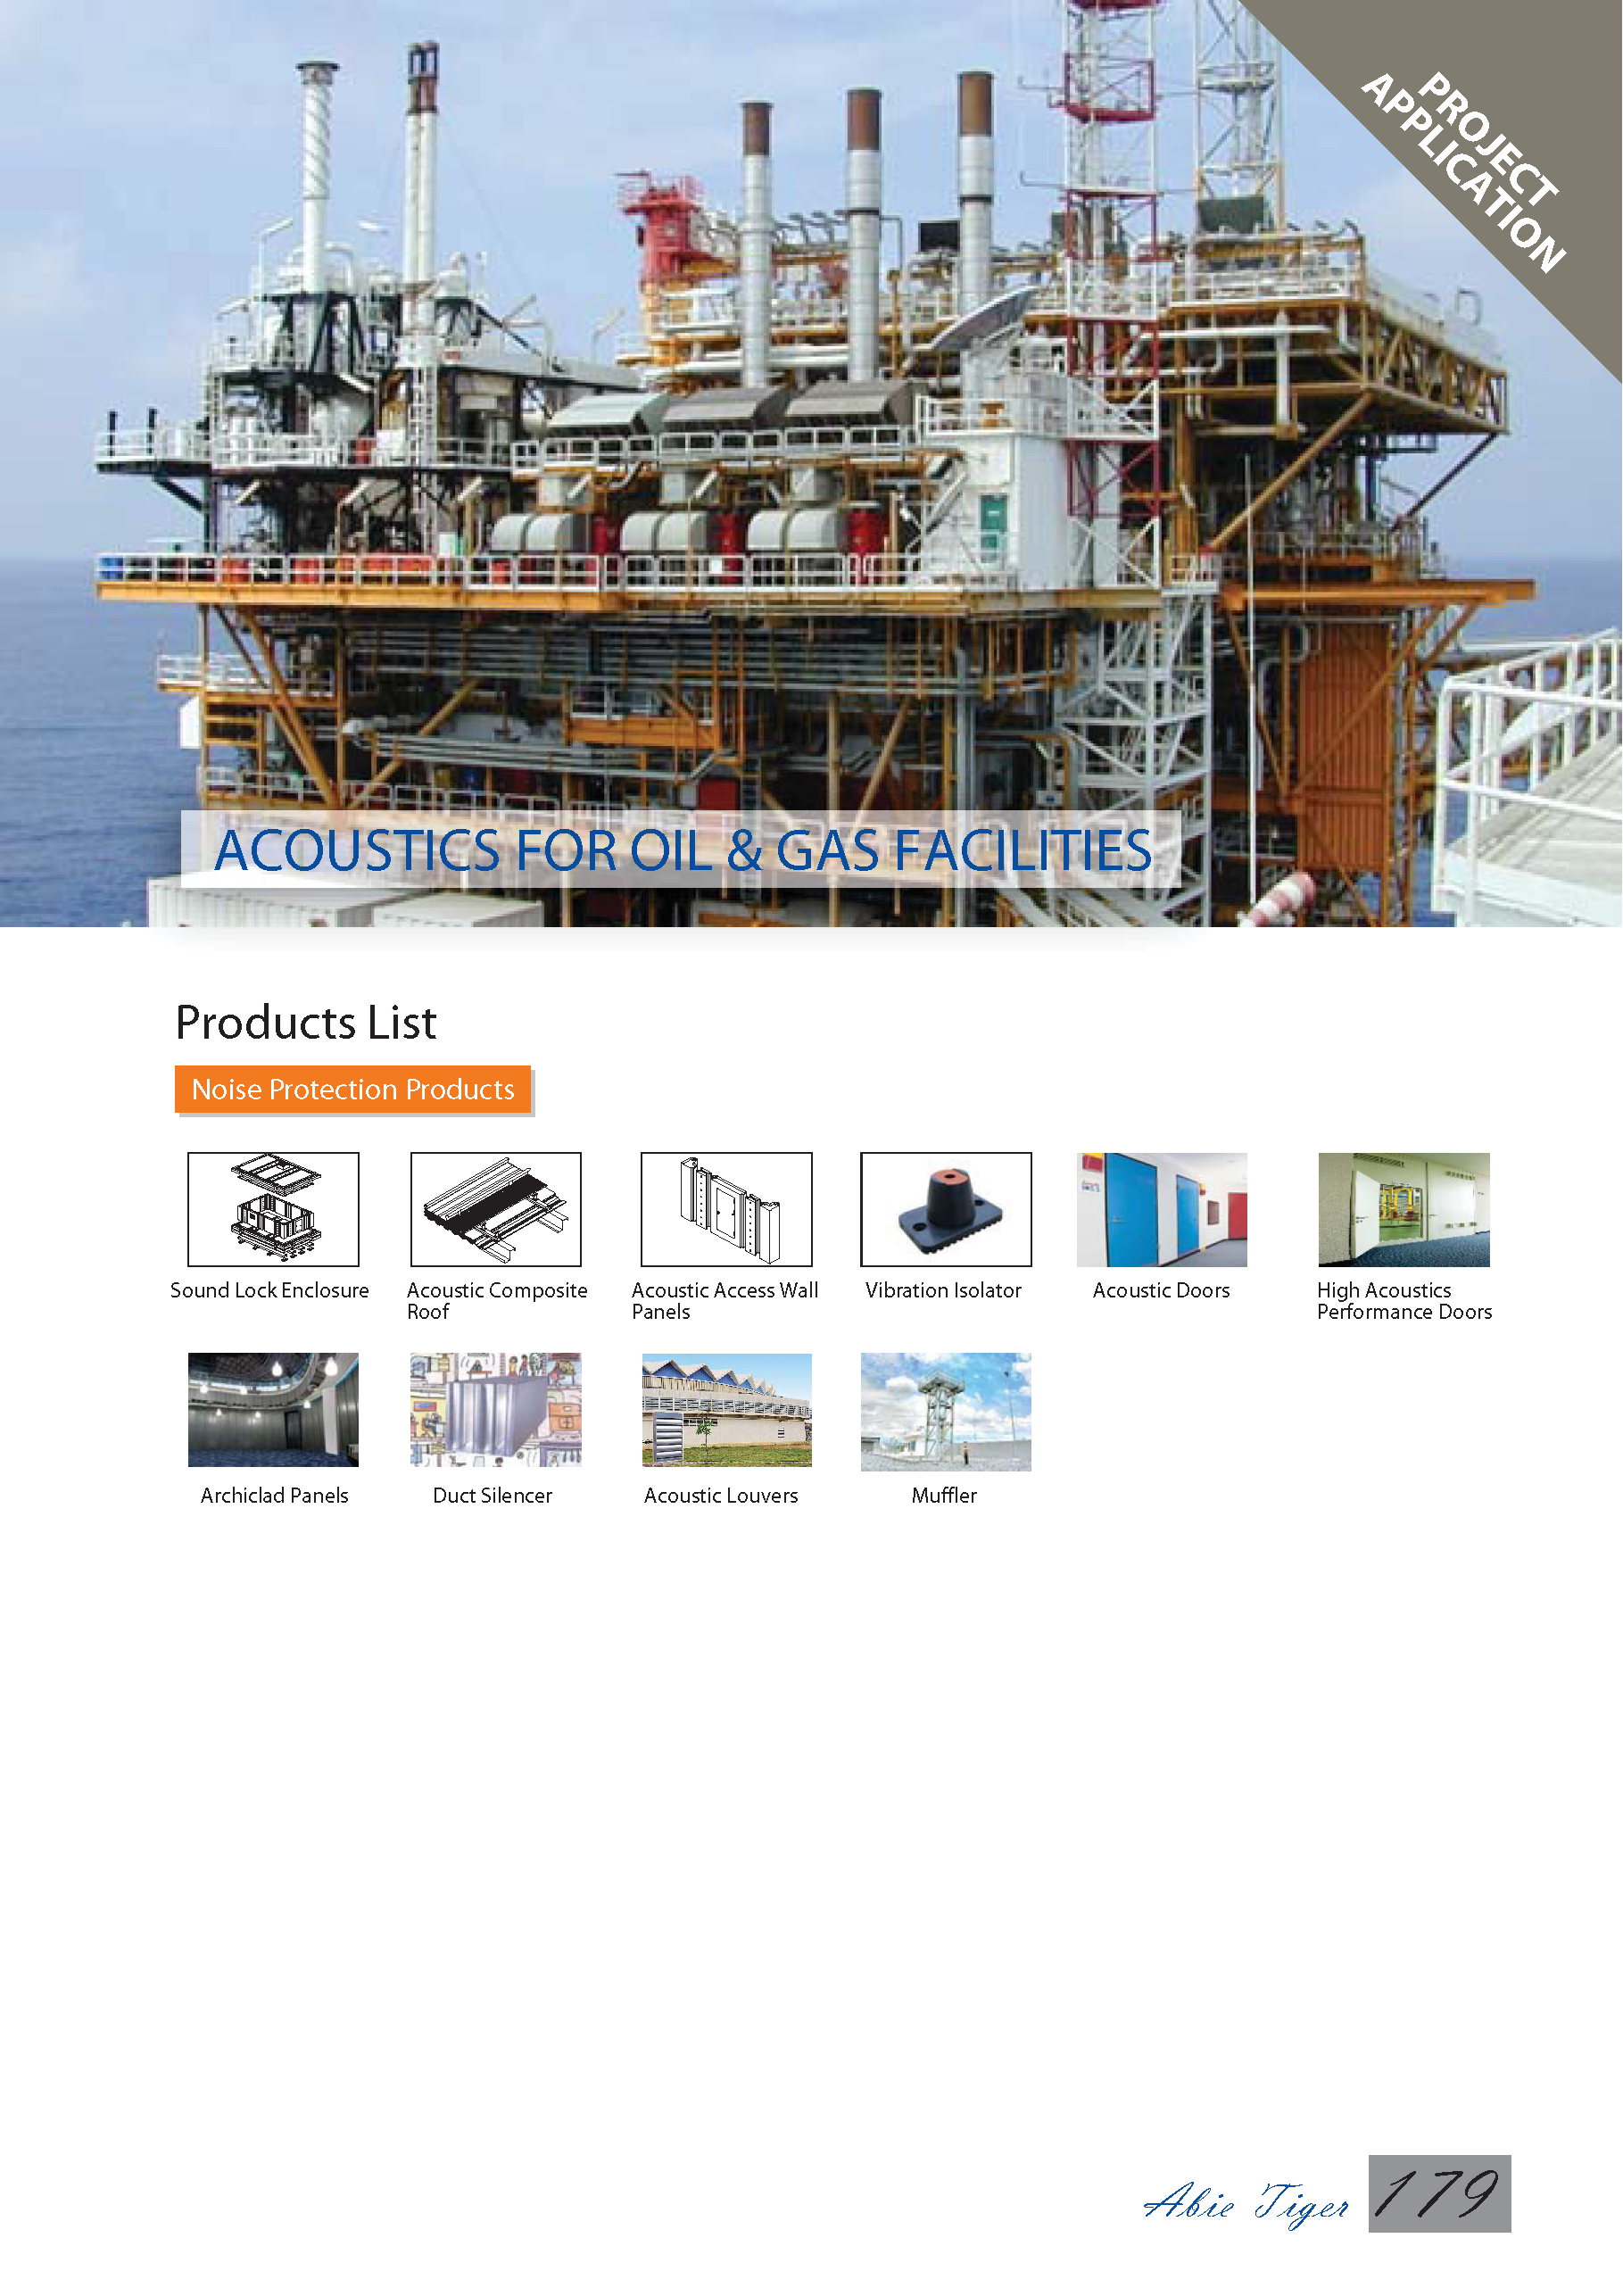 PROJECT
APPLICATION
ACOUSTICS FOR OIL & GAS FACILITIES
Products List
Noise Protection Products
Sound Lock Enclosure
Acoustic Composite
Roof
Acoustic Access Wall
Panels
Vibration Isolator
Acoustic Doors
High Acoustics
Performance Doors
Archiclad Panels
Duct Silencer
Acoustic Louvers
Muffler
Abie Tiger 179